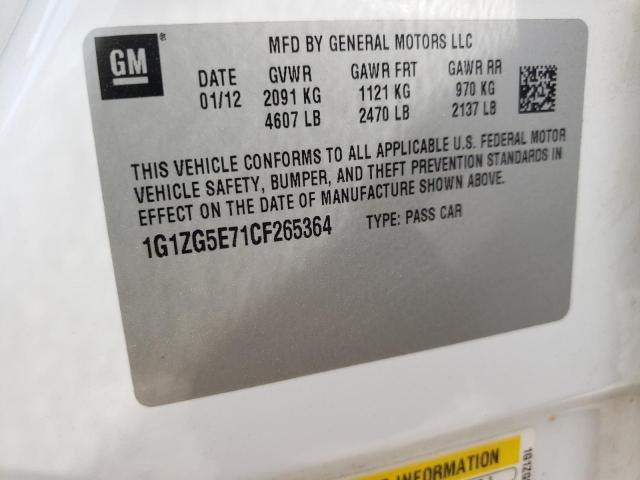 GM
MFD BY GENERAL MOTORS LLC
DATE GVWR GAWR FRT GAWR RR
01/12 2091 KG 1121 KG 970 KG
4607 LB 2470 LB 2137 LB
THIS VEHICLE CONFORMS TO ALL APPLICABLE U.S. FEDERAL MOTOR
VEHICLE SAFETY, BUMPER, AND THEFT PREVENTION STANDARDS IN
EFFECT ON THE DATE OF MANUFACTURE SHOWN ABOVE.
1G1ZG5E71CF265364 TYPE: PASS CAR
INFORMATION